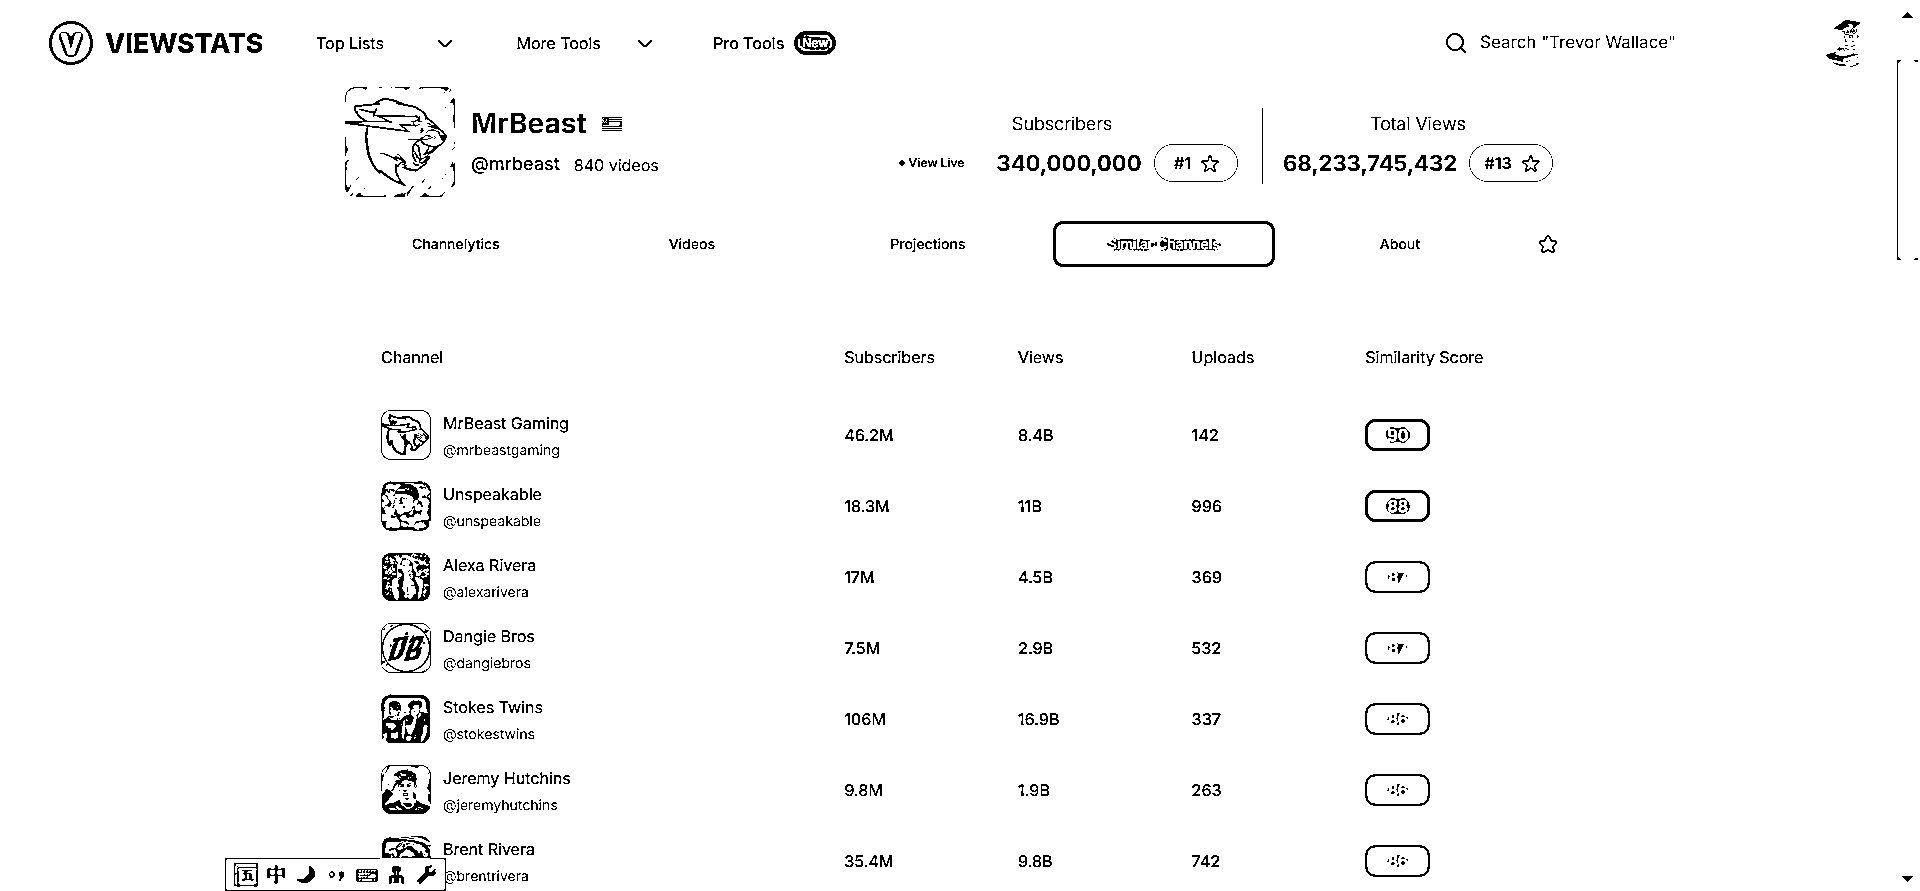 VIEWSTATS
Top Lists
More Tools
Pro Tools New
Search "Trevor Wallace"
MrBeast
@mrbeast 840 videos
View Live
Subscribers
340,000,000 #1
Total Views
68,233,745,432 #13
Channelytics Videos Projections Similar Channels About
Channel Subscribers Views Uploads Similarity Score
MrBeast Gaming
@mrbeastgaming
46.2M 8.4B 142 90
Unspeakable
@unspeakable
18.3M 11B 996 88
Alexa Rivera
@alexarivera
17M 4.5B 369
Dangie Bros
@dangiebros
7.5M 2.9B 532
DB
Stokes Twins
@stokestwins
106M 16.9B 337
Jeremy Hutchins
@jeremyhutchins
9.8M 1.9B 263
Brent Rivera
@brentrivera
35.4M 9.8B 742
五 中